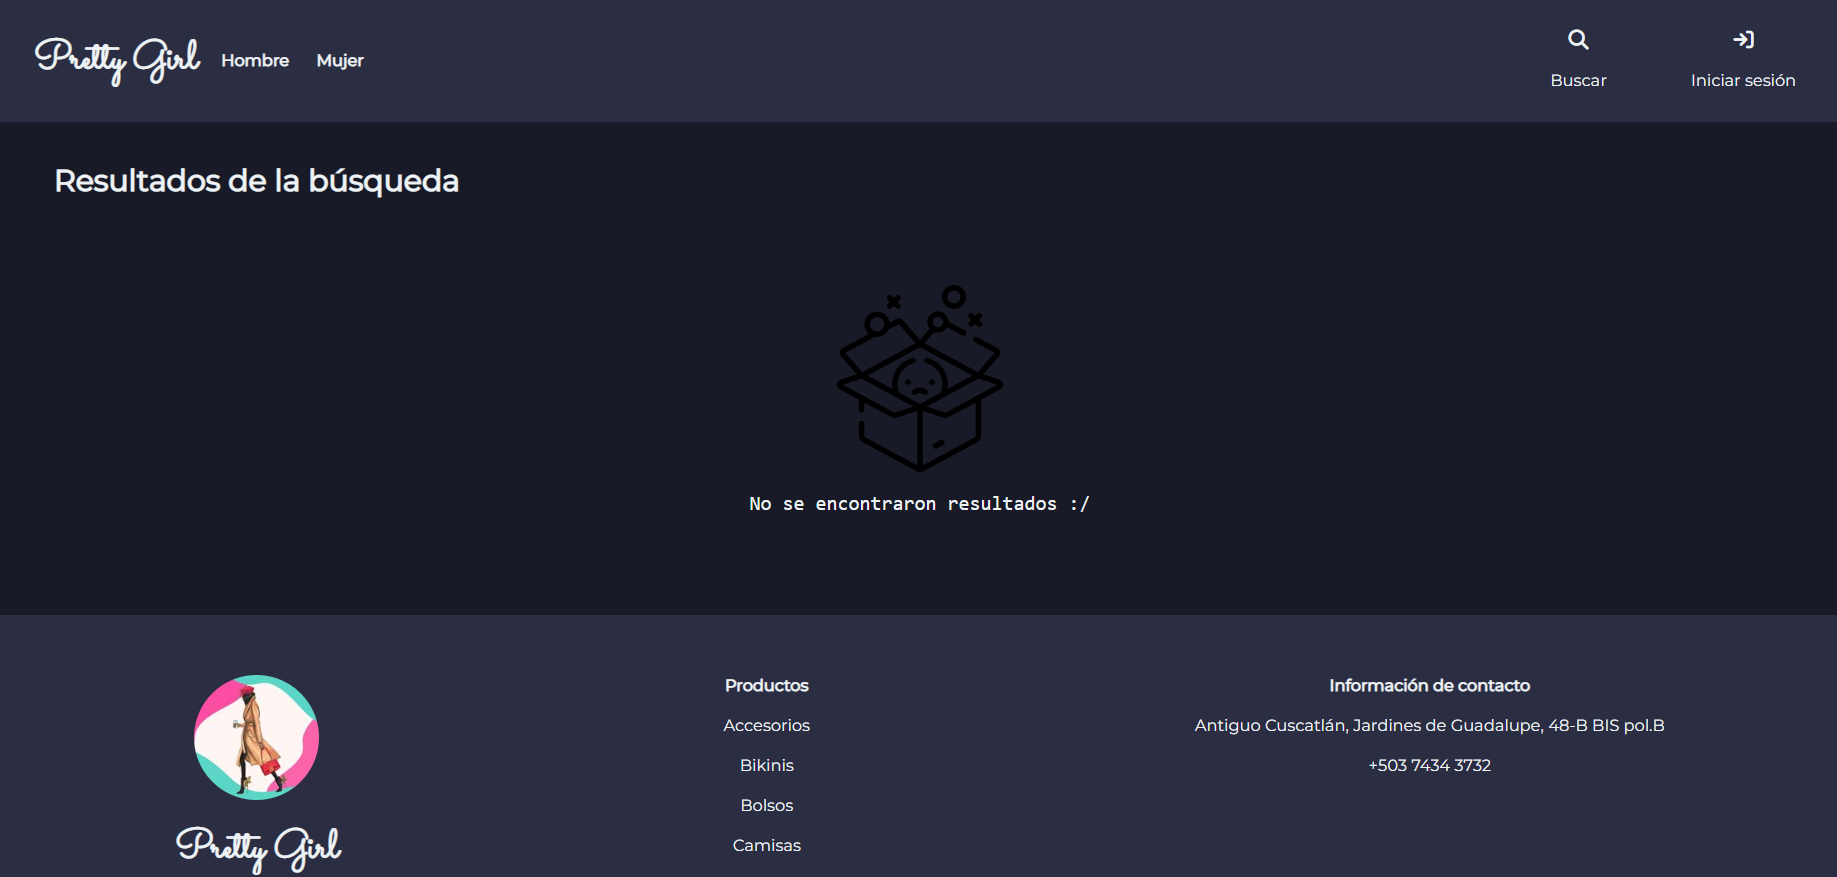 Pretty Girl
Hombre
Mujer
Buscar
Iniciar sesión
Resultados de la búsqueda
No se encontraron resultados :/
Pretty Girl
Productos
Accesorios
Bikinis
Bolsos
Camisas
Información de contacto
Antiguo Cuscatlán, Jardines de Guadalupe, 48-B BIS pol.B
+503 7434 3732